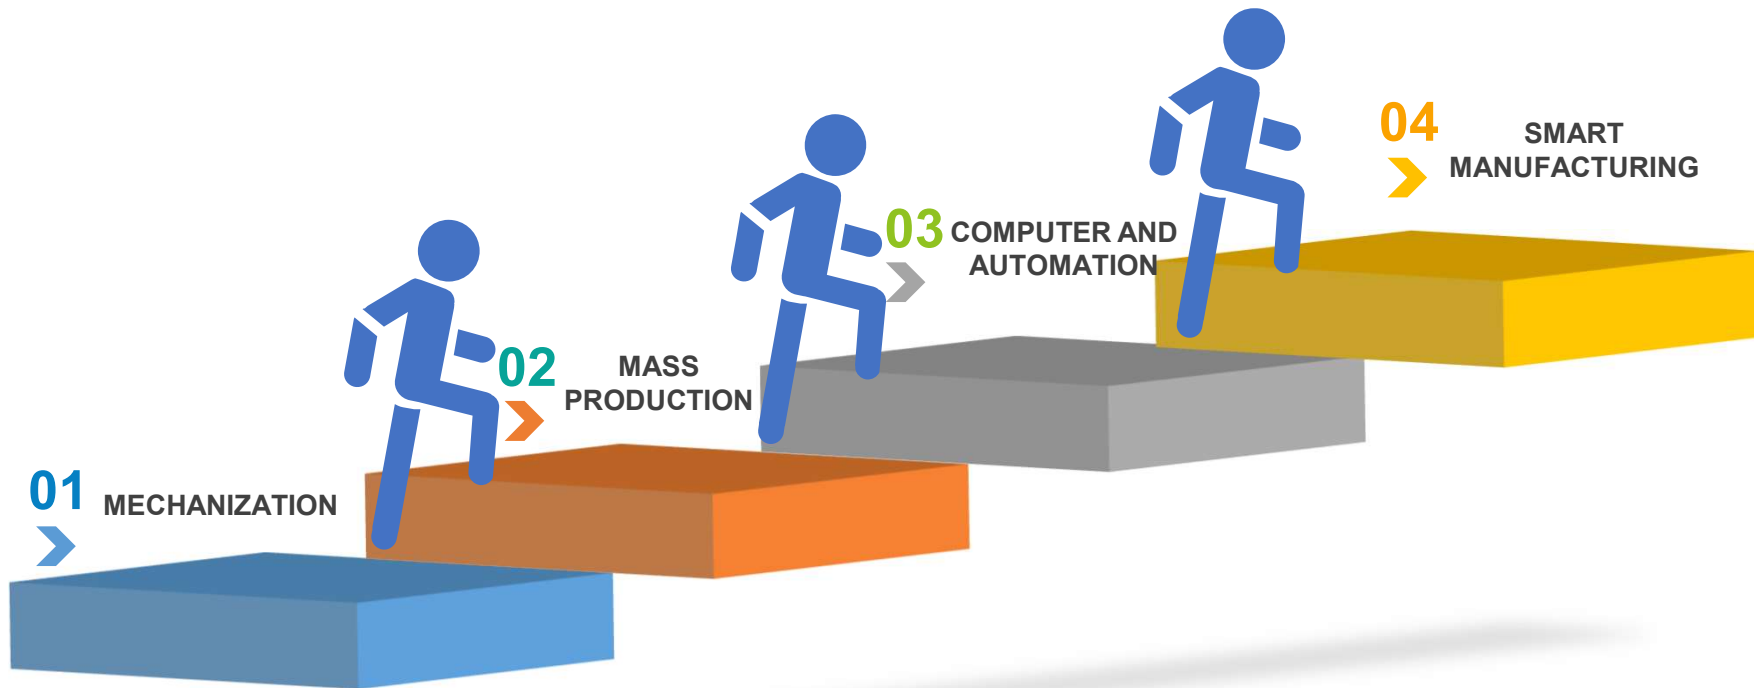 01
MECHANIZATION
02
MASS
PRODUCTION
03
COMPUTER AND
AUTOMATION
04
SMART
MANUFACTURING